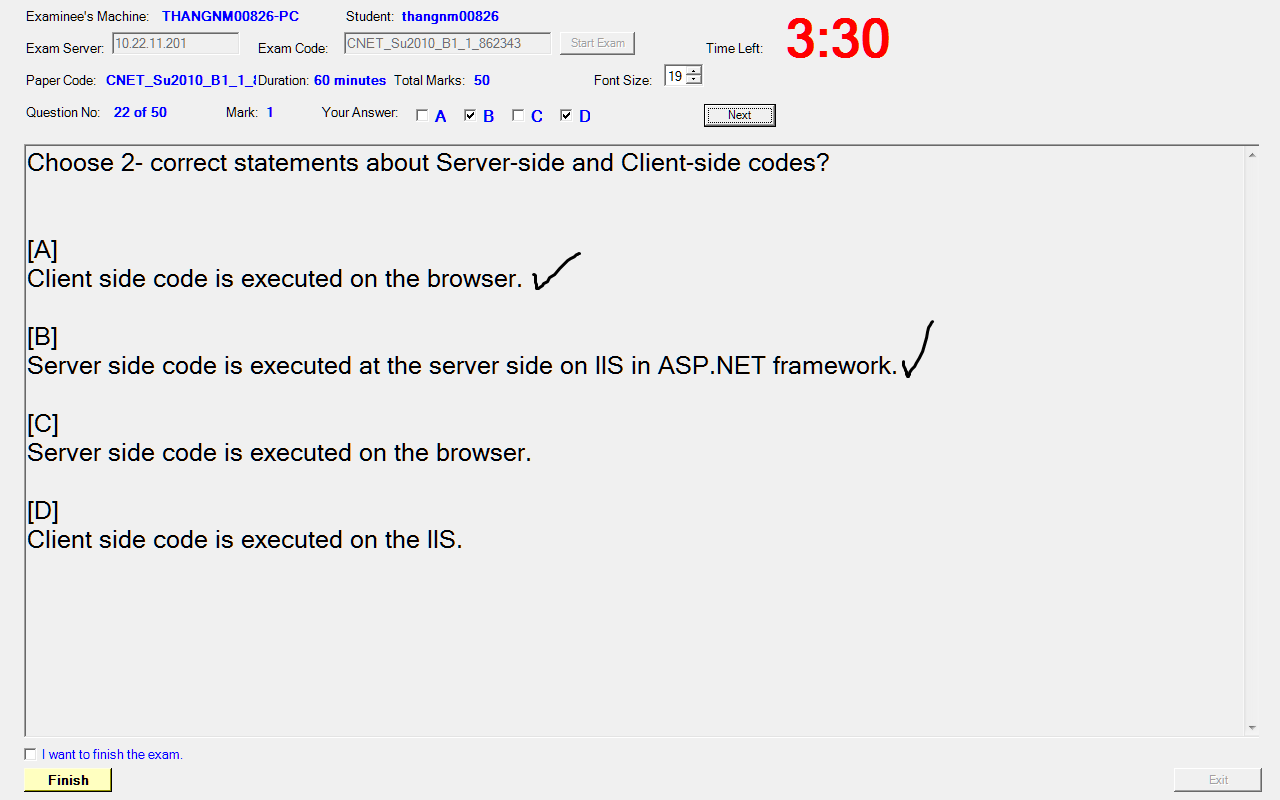 Examinee's Machine: THANGNM00826-PC Student: thangnm00826
Exam Server: 10.22.11.201 Exam Code: CNET_Su2010_B1_1_862343 Start Exam Time Left: 3:30
Paper Code: CNET_Su2010_B1_1_ Duration: 60 minutes Total Marks: 50 Font Size: 19
Question No: 22 of 50 Mark: 1 Your Answer: A B C D Next
Choose 2- correct statements about Server-side and Client-side codes?
[A]
Client side code is executed on the browser.
[B]
Server side code is executed at the server side on IIS in ASP.NET framework.
[C]
Server side code is executed on the browser.
[D]
Client side code is executed on the IIS.
I want to finish the exam.
Finish Exit